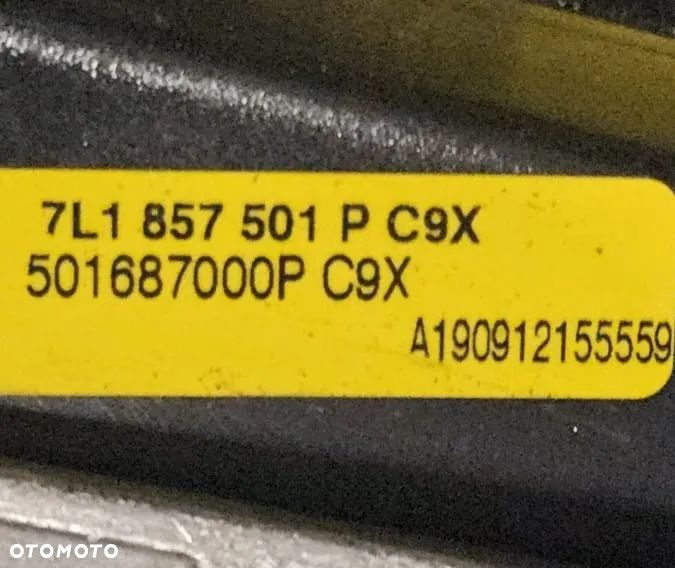 7L1 857 501 P C9X
501687000P C9X
A190912155559
OTOMOTO